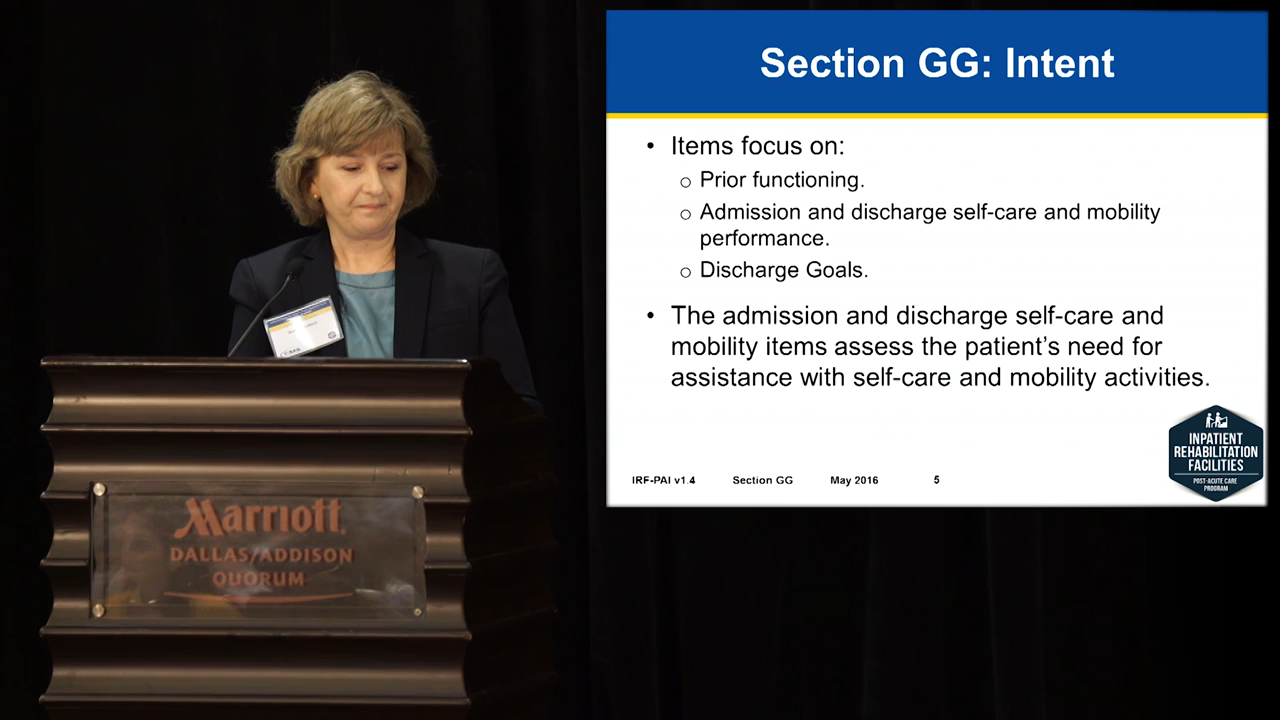 Section GG: Intent
• Items focus on:
o Prior functioning.
o Admission and discharge self-care and mobility
performance.
o Discharge Goals.
• The admission and discharge self-care and
mobility items assess the patient’s need for
assistance with self-care and mobility activities.
IRF-PAI v1.4 Section GG May 2016 5
INPATIENT
REHABILITATION
FACILITIES
POST-ACUTE CARE
PROGRAM
CMS
Marriott
DALLAS/ADDISON
QUORUM